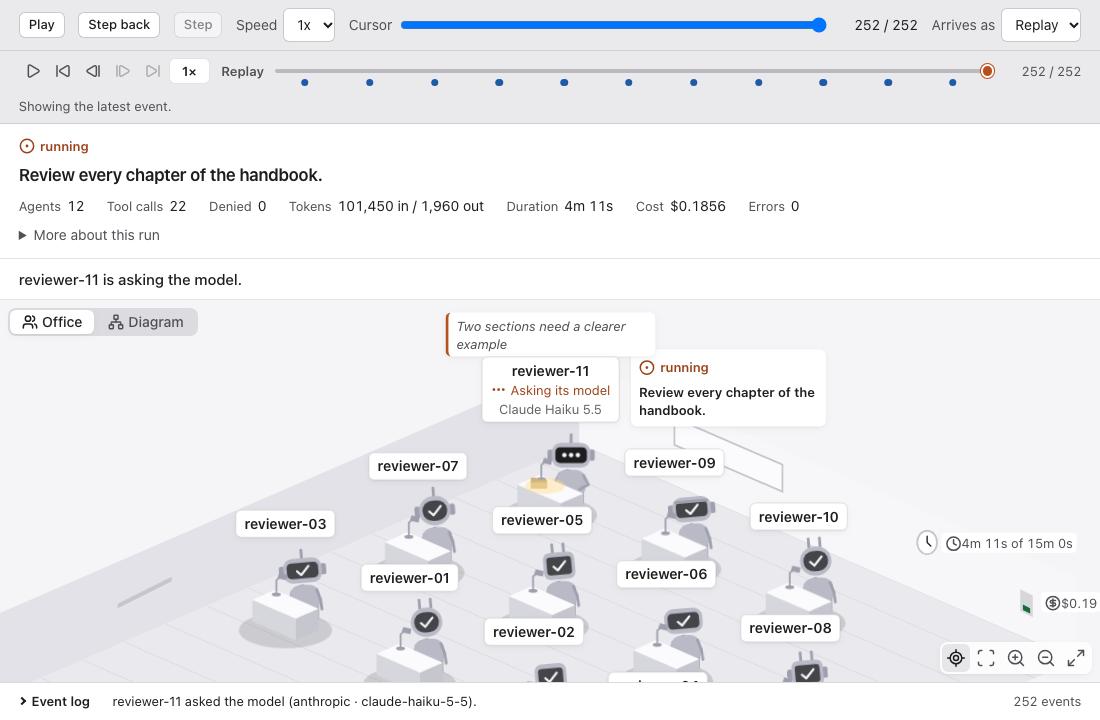 Play Step back Step Speed 1x Cursor 252 / 252 Arrives as Replay
1× Replay 252 / 252
Showing the latest event.
running
Review every chapter of the handbook.
Agents 12 Tool calls 22 Denied 0 Tokens 101,450 in / 1,960 out Duration 4m 11s Cost $0.1856 Errors 0
More about this run
reviewer-11 is asking the model.
Office Diagram
Two sections need a clearer
example
reviewer-11
Asking its model
Claude Haiku 5.5
running
Review every chapter of the
handbook.
reviewer-07
reviewer-09
reviewer-03
reviewer-05
reviewer-10
4m 11s of 15m 0s
reviewer-01
reviewer-06
$0.19
reviewer-02
reviewer-08
Event log reviewer-11 asked the model (anthropic · claude-haiku-5-5). 252 events